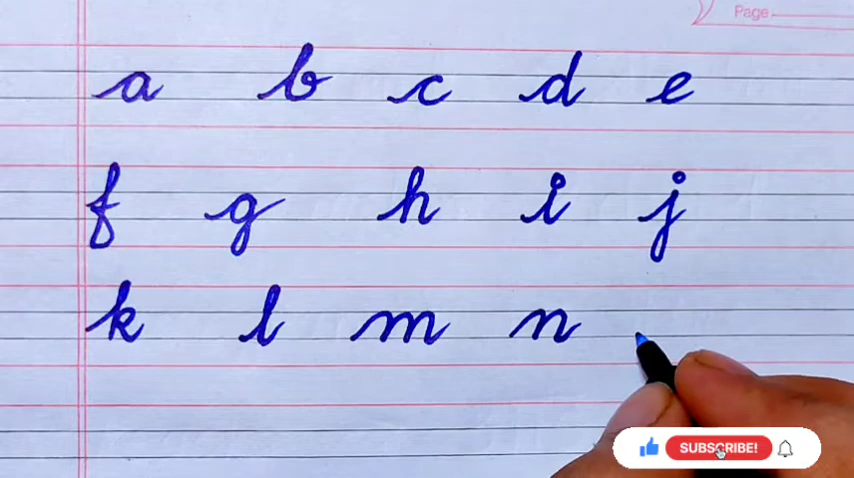 Page
a b c d e
f g h i j
k l m n
SUBSCRIBE!